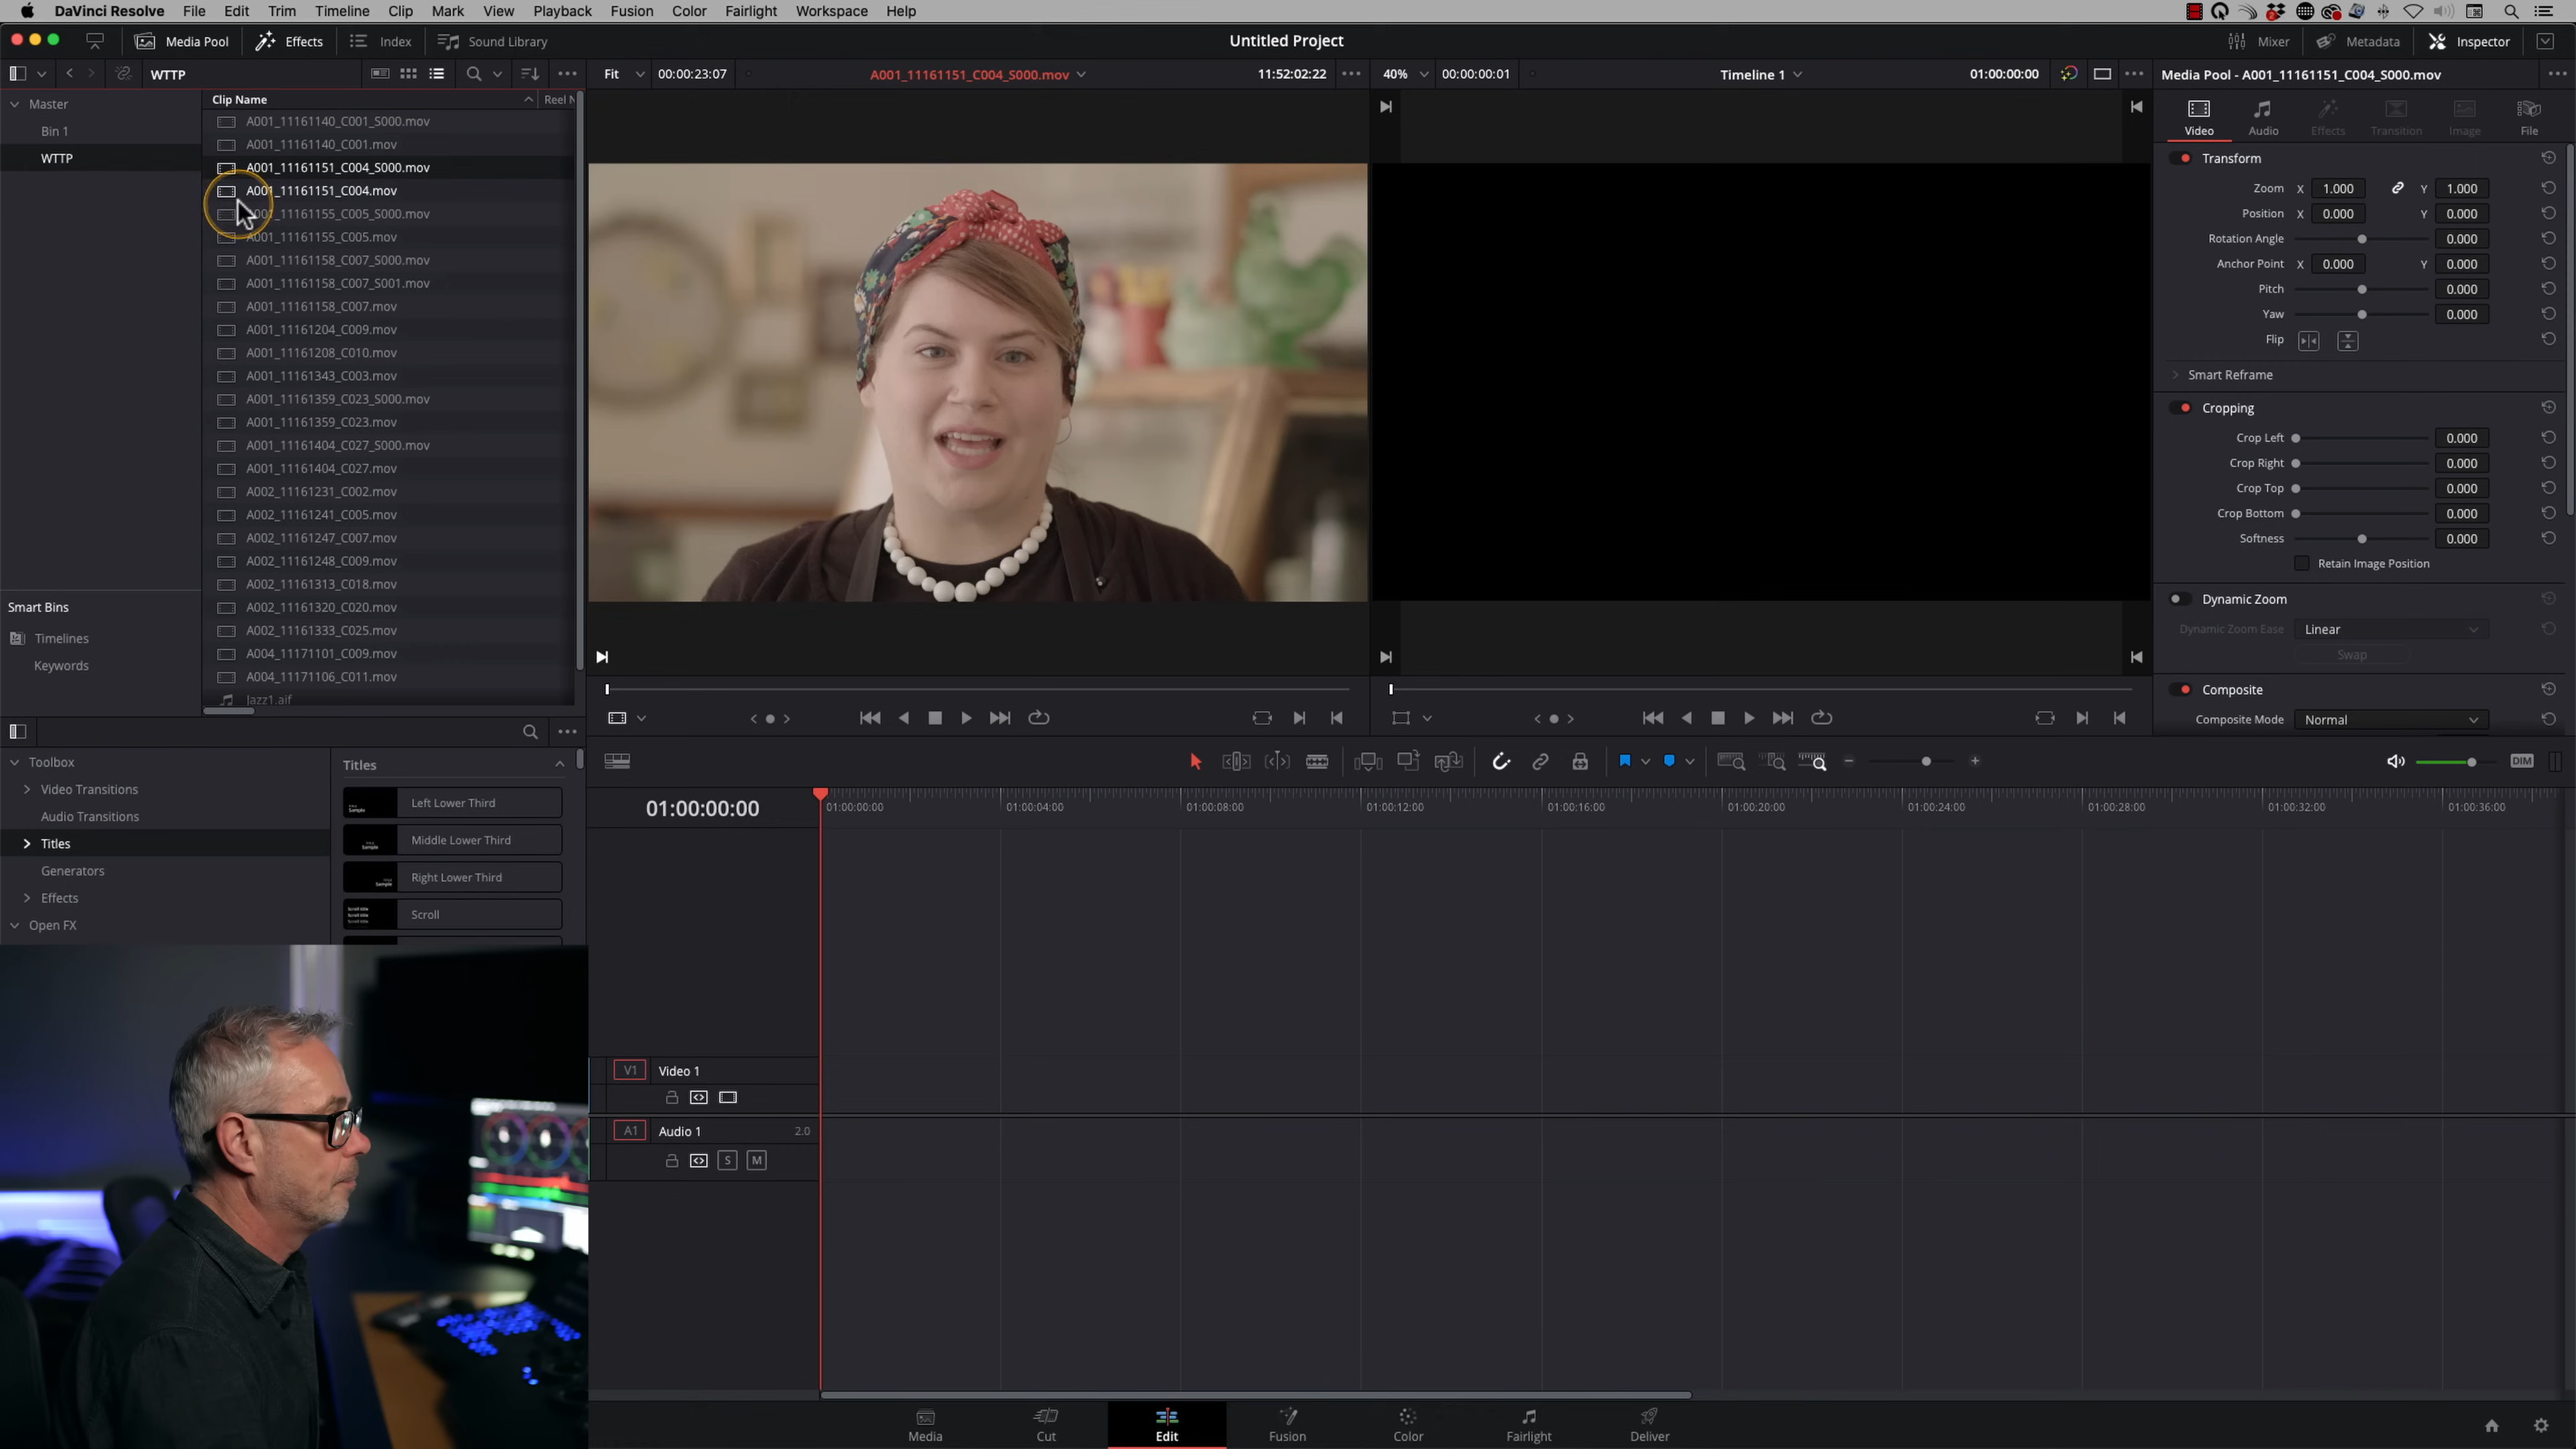 DaVinci Resolve File Edit Trim Timeline Clip Mark View Playback Fusion Color Fairlight Workspace Help
Media Pool Effects Index Sound Library Untitled Project Mixer Metadata Inspector
WTTP Fit 00:00:23:07 A001_11161151_C004_S000.mov 11:52:02:22 40% 00:00:00:01 Timeline 1 01:00:00:00 Media Pool - A001_11161151_C004_S000.mov
Master
Bin 1
WTTP
Smart Bins
Timelines
Keywords
Clip Name Reel N
A001_11161140_C001_S000.mov
A001_11161140_C001.mov
A001_11161151_C004_S000.mov
A001_11161151_C004.mov
A001_11161155_C005_S000.mov
A001_11161155_C005.mov
A001_11161158_C007_S000.mov
A001_11161158_C007_S001.mov
A001_11161158_C007.mov
A001_11161204_C009.mov
A001_11161208_C010.mov
A001_11161343_C003.mov
A001_11161359_C023_S000.mov
A001_11161359_C023.mov
A001_11161404_C027_S000.mov
A001_11161404_C027.mov
A002_11161231_C002.mov
A002_11161241_C005.mov
A002_11161247_C007.mov
A002_11161248_C009.mov
A002_11161313_C018.mov
A002_11161320_C020.mov
A002_11161333_C025.mov
A004_11171101_C009.mov
A004_11171106_C011.mov
Jazz1.aif
Video Audio Effects Transition Image File
Transform
Zoom X 1.000 Y 1.000
Position X 0.000 Y 0.000
Rotation Angle 0.000
Anchor Point X 0.000 Y 0.000
Pitch 0.000
Yaw 0.000
Flip
Smart Reframe
Cropping
Crop Left 0.000
Crop Right 0.000
Crop Top 0.000
Crop Bottom 0.000
Softness 0.000
Retain Image Position
Dynamic Zoom
Dynamic Zoom Ease Linear
Swap
Composite
Composite Mode Normal
Toolbox
Video Transitions
Audio Transitions
Titles
Generators
Effects
Open FX
Titles
Left Lower Third
Middle Lower Third
Right Lower Third
Scroll
DIM
01:00:00:00 01:00:00:00 01:00:04:00 01:00:08:00 01:00:12:00 01:00:16:00 01:00:20:00 01:00:24:00 01:00:28:00 01:00:32:00 01:00:36:00
V1 Video 1
A1 Audio 1 2.0
S M
Media Cut Edit Fusion Color Fairlight Deliver